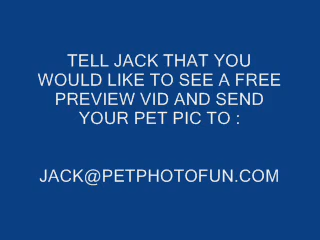 TELL JACK THAT YOU
WOULD LIKE TO SEE A FREE
PREVIEW VID AND SEND
YOUR PET PIC TO :
JACK@PETPHOTOFUN.COM